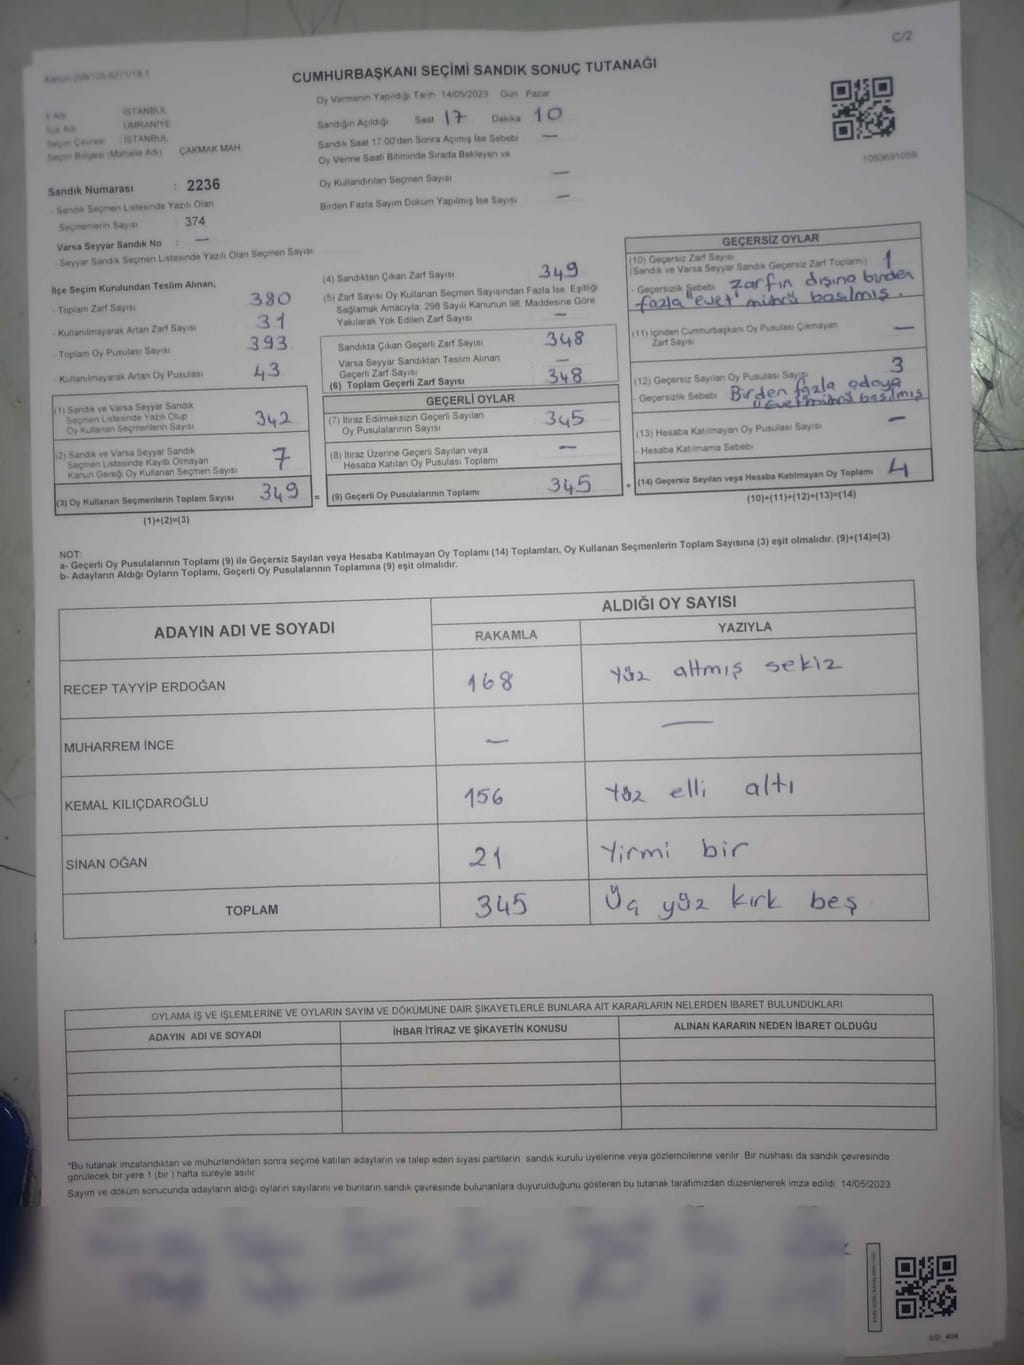 C/2
CUMHURBAŞKANI SEÇİMİ SANDIK SONUÇ TUTANAĞI
Oy Vermenin Yapıldığı Tarih 14/05/2023 Gün Pazar
İl Adı İSTANBUL
İlçe Adı ÜMRANİYE
Seçim Çevresi : İSTANBUL
Seçim Bölgesi (Mahalle Adı) ÇAKMAK MAH.
Sandığın Açıldığı Saat 17 Dakika 10
Sandık Saat 17.00'den Sonra Açımış İse Sebebi —
Oy Verme Saati Bitiminde Sırada Bekleyen ve
Oy Kullandırılan Seçmen Sayısı —
Birden Fazla Sayım Döküm Yapılmış İse Sayısı —
Sandık Numarası : 2236
- Sandık Seçmen Listesinde Yazılı Olan
Seçmenlerin Sayısı 374
Varsa Seyyar Sandık No : —
- Seyyar Sandık Seçmen Listesinde Yazılı Olan Seçmen Sayısı
İlçe Seçim Kurulundan Teslim Alınan,
- Toplam Zarf Sayısı 380
- Kullanılmayarak Artan Zarf Sayısı 31
- Toplam Oy Pusulası Sayısı 393
- Kullanılmayarak Artan Oy Pusulası 43
(1) Sandık ve Varsa Seyyar Sandık
Seçmen Listesinde Yazılı Olup
Oy Kullanan Seçmenlerin Sayısı 342
(2) Sandık ve Varsa Seyyar Sandık
Seçmen Listesinde Kayıtlı Olmayan
Kanun Gereği Oy Kullanan Seçmen Sayısı 7
(3) Oy Kullanan Seçmenlerin Toplam Sayısı 349 =
(1)+(2)=(3)
(4) Sandıktan Çıkan Zarf Sayısı 349
(5) Zarf Sayısı Oy Kullanan Seçmen Sayısından Fazla İse, Eşitliği
Sağlamak Amacıyla, 298 Sayılı Kanunun 98. Maddesine Göre
Yakılarak Yok Edilen Zarf Sayısı —
Sandıkta Çıkan Geçerli Zarf Sayısı 348
Varsa Seyyar Sandıktan Teslim Alınan
Geçerli Zarf Sayısı —
(6) Toplam Geçerli Zarf Sayısı 348
GEÇERLİ OYLAR
(7) İtiraz Edilmeksizin Geçerli Sayılan
Oy Pusulalarının Sayısı 345
(8) İtiraz Üzerine Geçerli Sayılan veya
Hesaba Katılan Oy Pusulası Toplamı —
(9) Geçerli Oy Pusulalarının Toplamı 345 +
GEÇERSİZ OYLAR
(10) Geçersiz Zarf Sayısı
(Sandık ve Varsa Seyyar Sandık Geçersiz Zarf Toplamı) 1
- Geçersizlik Sebebi Zarfın dışına birden
fazla "evet" mührü basılmış.
(11) İçinden Cumhurbaşkanı Oy Pusulası Çıkmayan
Zarf Sayısı —
(12) Geçersiz Sayılan Oy Pusulası Sayısı 3
- Geçersizlik Sebebi Birden fazla adaya
"Evet" mührü basılmış
(13) Hesaba Katılmayan Oy Pusulası Sayısı —
- Hesaba Katılmama Sebebi
(14) Geçersiz Sayılan veya Hesaba Katılmayan Oy Toplamı 4
(10)+(11)+(12)+(13)=(14)
NOT:
a- Geçerli Oy Pusulalarının Toplamı (9) ile Geçersiz Sayılan veya Hesaba Katılmayan Oy Toplamı (14) Toplamları, Oy Kullanan Seçmenlerin Toplam Sayısına (3) eşit olmalıdır. (9)+(14)=(3)
b- Adayların Aldığı Oyların Toplamı, Geçerli Oy Pusulalarının Toplamına (9) eşit olmalıdır.
ADAYIN ADI VE SOYADI
ALDIĞI OY SAYISI
RAKAMLA YAZIYLA
RECEP TAYYİP ERDOĞAN 168 Yüz altmış sekiz
MUHARREM İNCE — —
KEMAL KILIÇDAROĞLU 156 Yüz elli altı
SİNAN OĞAN 21 Yirmi bir
TOPLAM 345 Üç yüz kırk beş
OYLAMA İŞ VE İŞLEMLERİNE VE OYLARIN SAYIM VE DÖKÜMÜNE DAİR ŞİKAYETLERLE BUNLARA AİT KARARLARIN NELERDEN İBARET BULUNDUKLARI
ADAYIN ADI VE SOYADI İHBAR İTİRAZ VE ŞİKAYETİN KONUSU ALINAN KARARIN NEDEN İBARET OLDUĞU
*Bu tutanak imzalandıktan ve mühürlendikten sonra seçime katılan adayların ve talep eden siyasi partilerin sandık kurulu üyelerine veya gözlemcilerine verilir. Bir nüshası da sandık çevresinde
görülecek bir yere 1 (bir ) hafta süreyle asılır.
Sayım ve döküm sonucunda adayların aldığı oyların sayılarını ve bunların sandık çevresinde bulunanlara duyurulduğunu gösteren bu tutanak tarafımızdan düzenlenerek imza edildi. 14/05/2023